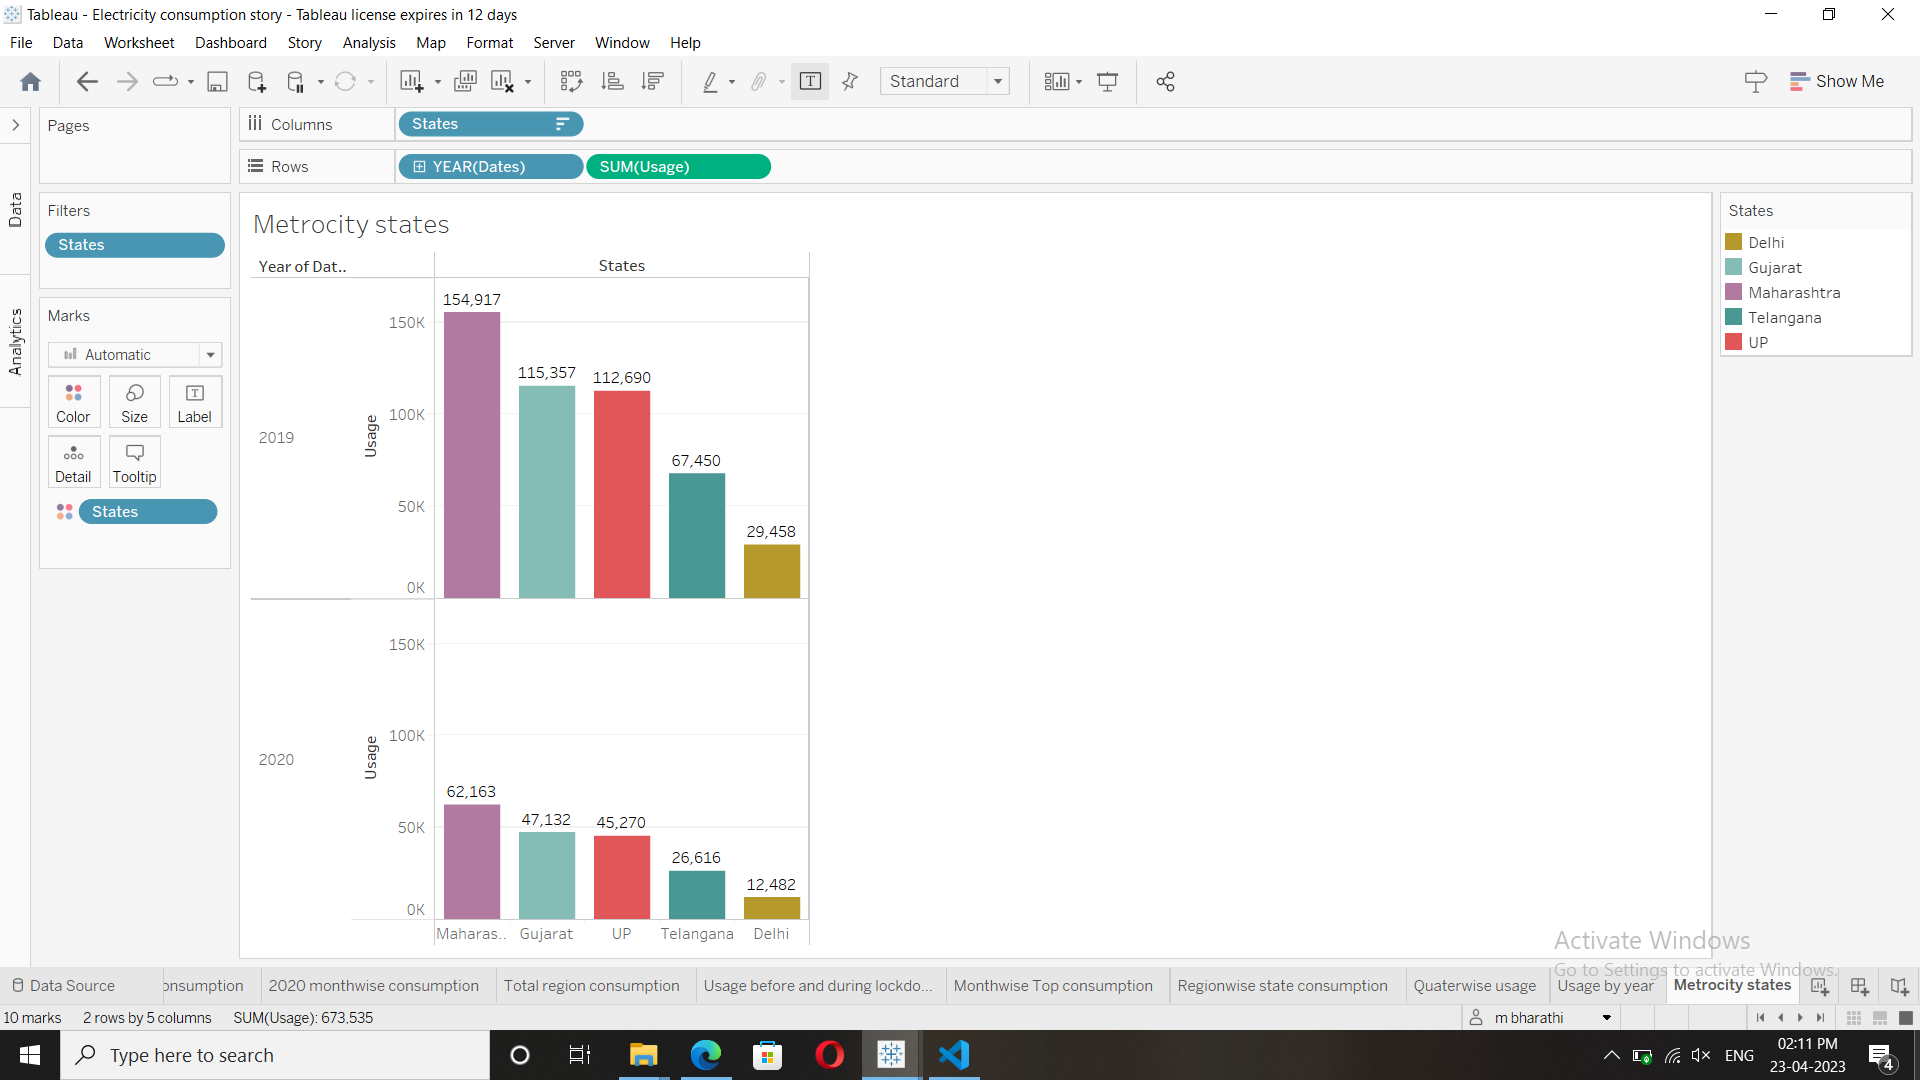 Tableau - Electricity consumption story - Tableau license expires in 12 days
File Data Worksheet Dashboard Story Analysis Map Format Server Window Help
Standard
Show Me
Pages
Columns
States
Rows
YEAR(Dates)
SUM(Usage)
Data
Analytics
Filters
States
Marks
Automatic
Color
Size
Label
Detail
Tooltip
States
Metrocity states
Year of Dat..
States
2019
Usage
150K
100K
50K
0K
154,917
115,357
112,690
67,450
29,458
2020
Usage
150K
100K
50K
0K
62,163
47,132
45,270
26,616
12,482
Maharas..
Gujarat
UP
Telangana
Delhi
States
Delhi
Gujarat
Maharashtra
Telangana
UP
Activate Windows
Go to Settings to activate Windows.
Data Source
onsumption
2020 monthwise consumption
Total region consumption
Usage before and during lockdo...
Monthwise Top consumption
Regionwise state consumption
Quaterwise usage
Usage by year
Metrocity states
10 marks
2 rows by 5 columns
SUM(Usage): 673,535
m bharathi
Type here to search
ENG
02:11 PM
23-04-2023
4